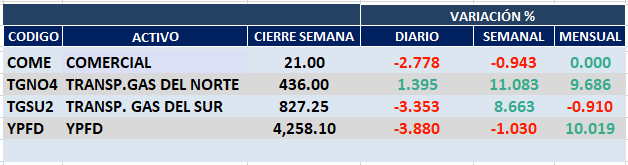 VARIACIÓN %
CODIGO ACTIVO CIERRE SEMANA DIARIO SEMANAL MENSUAL
COME COMERCIAL 21.00 -2.778 -0.943 0.000
TGNO4 TRANSP.GAS DEL NORTE 436.00 1.395 11.083 9.686
TGSU2 TRANSP. GAS DEL SUR 827.25 -3.353 8.663 -0.910
YPFD YPFD 4,258.10 -3.880 -1.030 10.019